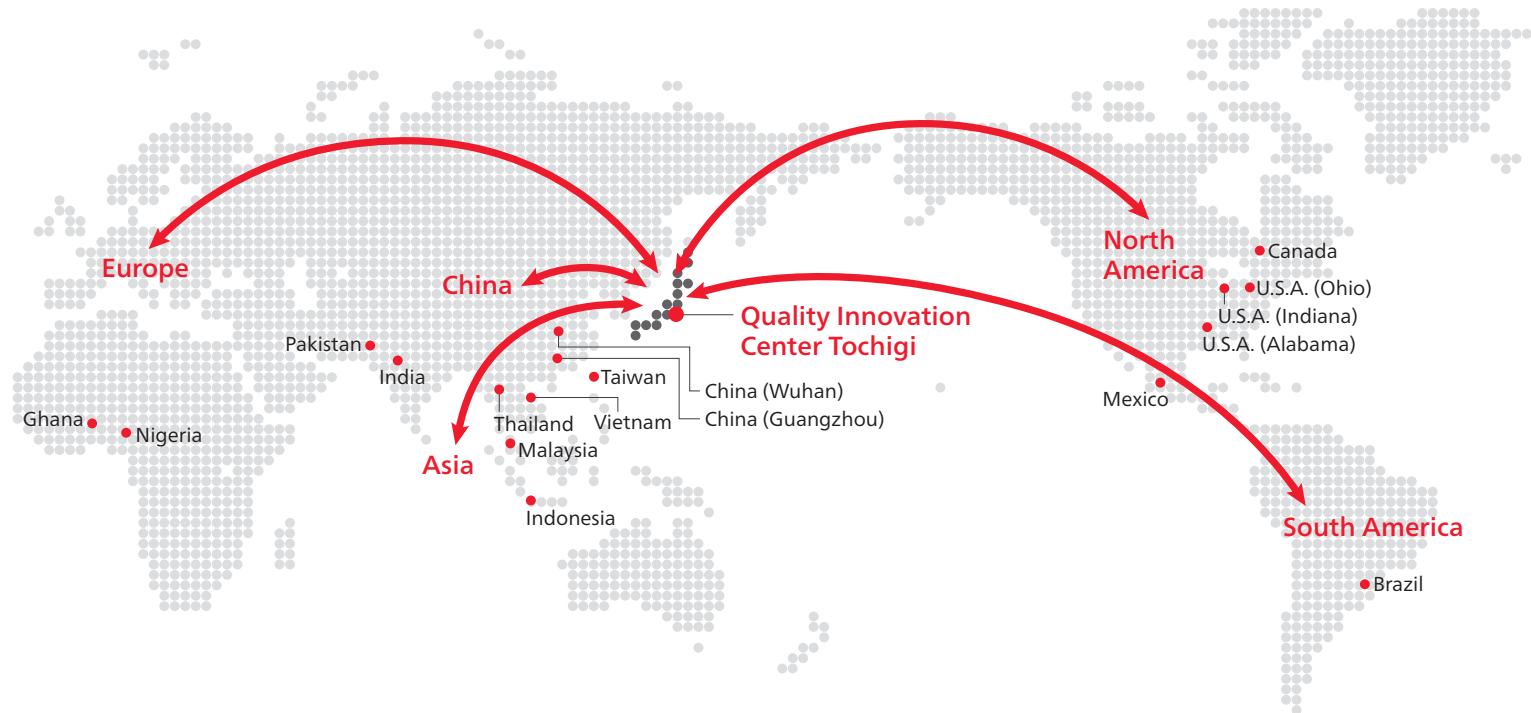 Europe
China
Asia
Quality Innovation
Center Tochigi
North
America
South America
Pakistan
India
Ghana
Nigeria
Taiwan
Thailand
Vietnam
Malaysia
Indonesia
China (Wuhan)
China (Guangzhou)
Canada
U.S.A. (Ohio)
U.S.A. (Indiana)
U.S.A. (Alabama)
Mexico
Brazil